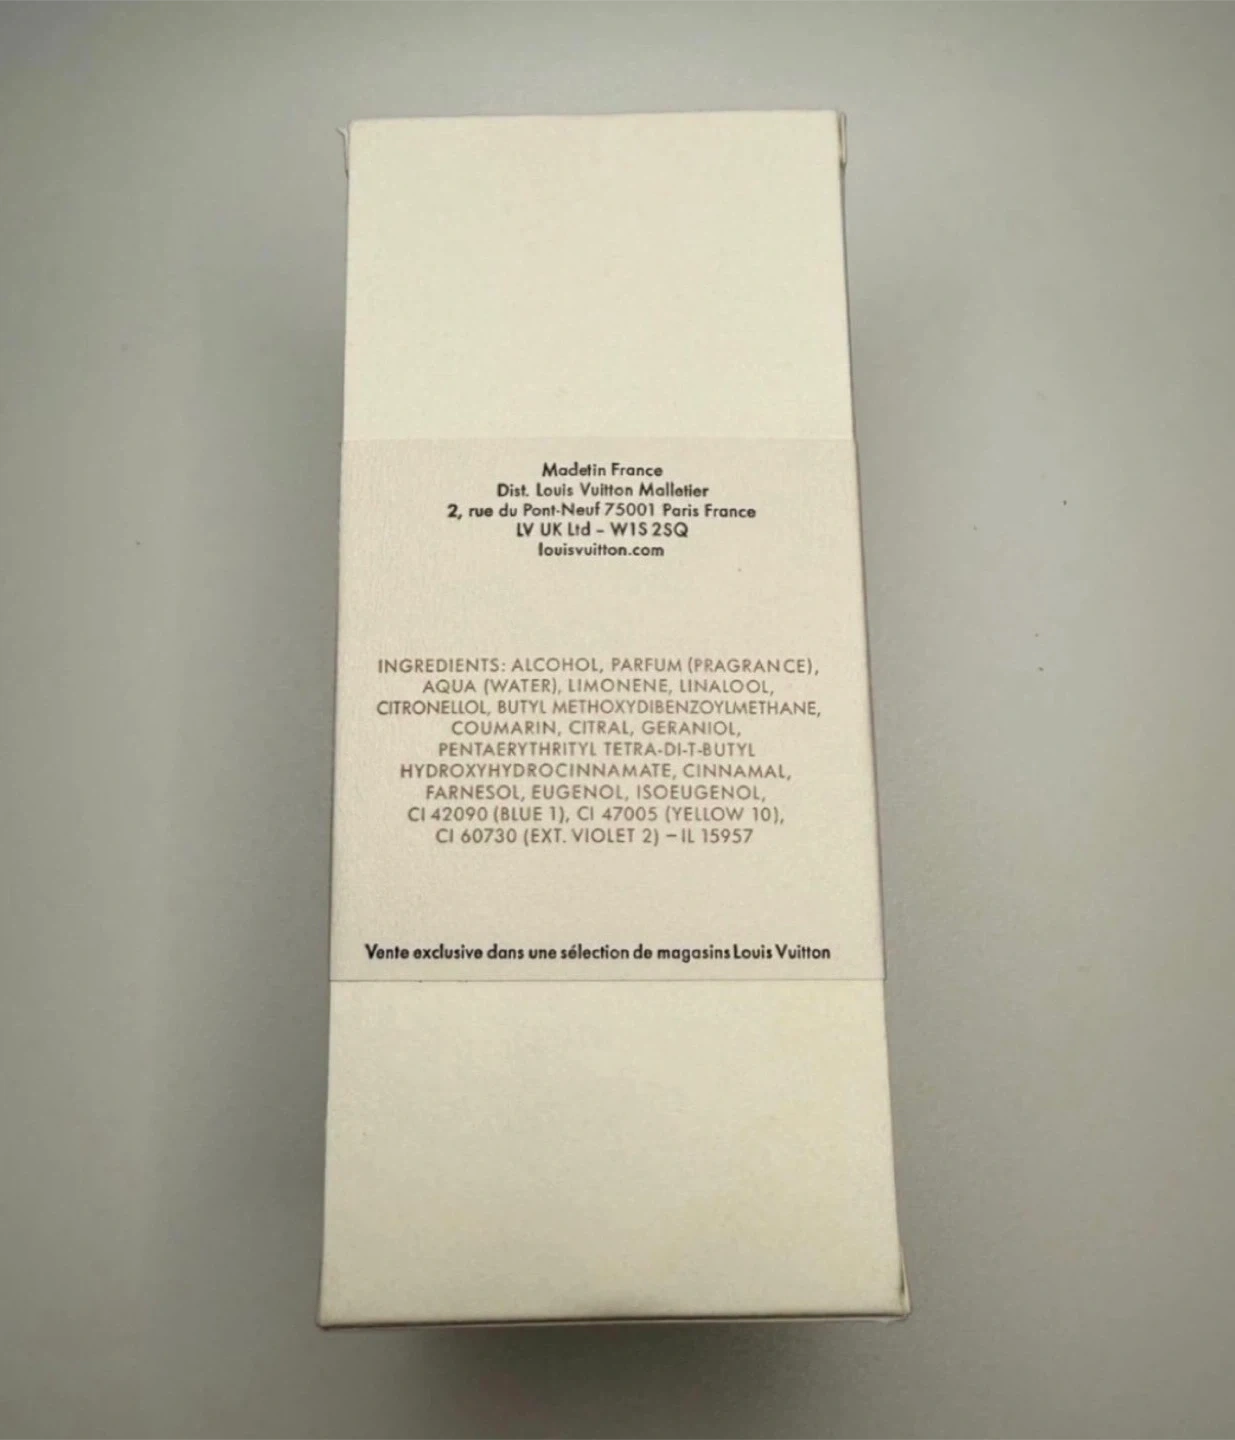 Madetin France
Dist. Louis Vuitton Malletier
2, rue du Pont-Neuf 75001 Paris France
LV UK Ltd – W1S 2SQ
louisvuitton.com
INGREDIENTS: ALCOHOL, PARFUM (PRAGRANCE),
AQUA (WATER), LIMONENE, LINALOOL,
CITRONELLOL, BUTYL METHOXYDIBENZOYLMETHANE,
COUMARIN, CITRAL, GERANIOL,
PENTAERYTHRITYL TETRA-DI-T-BUTYL
HYDROXYHYDROCINNAMATE, CINNAMAL,
FARNESOL, EUGENOL, ISOEUGENOL,
CI 42090 (BLUE 1), CI 47005 (YELLOW 10),
CI 60730 (EXT. VIOLET 2) – IL 15957
Vente exclusive dans une sélection de magasins Louis Vuitton